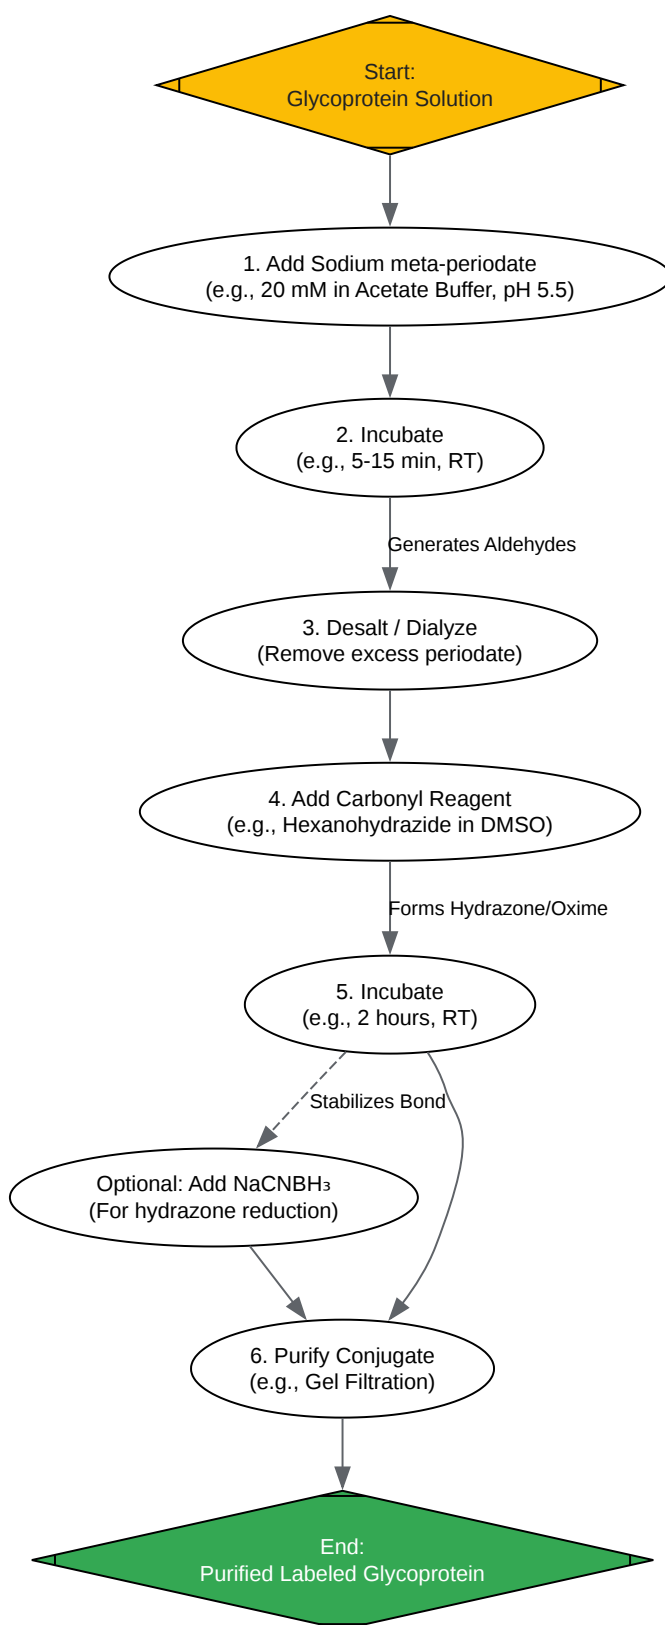 Start:
Glycoprotein Solution
1. Add Sodium meta-periodate
(e.g., 20 mM in Acetate Buffer, pH 5.5)
2. Incubate
(e.g., 5-15 min, RT)
Generates Aldehydes
3. Desalt / Dialyze
(Remove excess periodate)
4. Add Carbonyl Reagent
(e.g., Hexanohydrazide in DMSO)
Forms Hydrazone/Oxime
5. Incubate
(e.g., 2 hours, RT)
Stabilizes Bond
Optional: Add NaCNBH₃
(For hydrazone reduction)
6. Purify Conjugate
(e.g., Gel Filtration)
End:
Purified Labeled Glycoprotein